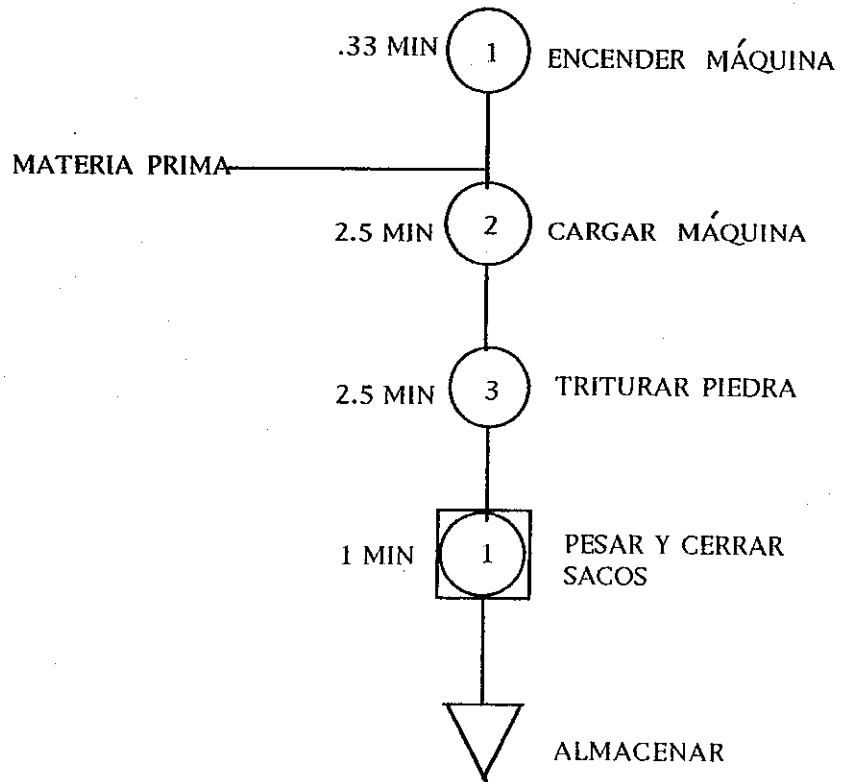 .33 MIN 1 ENCENDER MÁQUINA
MATERIA PRIMA
2.5 MIN 2 CARGAR MÁQUINA
2.5 MIN 3 TRITURAR PIEDRA
1 MIN 1 PESAR Y CERRAR
SACOS
ALMACENAR